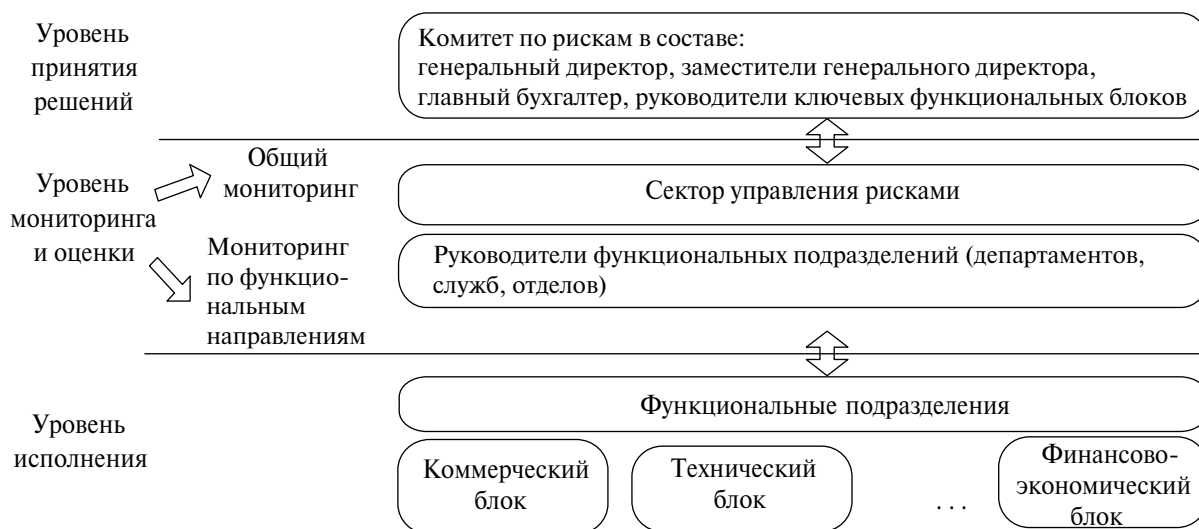 Уровень
принятия
решений
Комитет по рискам в составе:
генеральный директор, заместители генерального директора,
главный бухгалтер, руководители ключевых функциональных блоков
Уровень
мониторинга
и оценки
Общий
мониторинг
Сектор управления рисками
Мониторинг
по функцио-
нальным
направлениям
Руководители функциональных подразделений (департаментов,
служб, отделов)
Уровень
исполнения
Функциональные подразделения
Коммерческий
блок
Технический
блок
. . .
Финансово-
экономический
блок